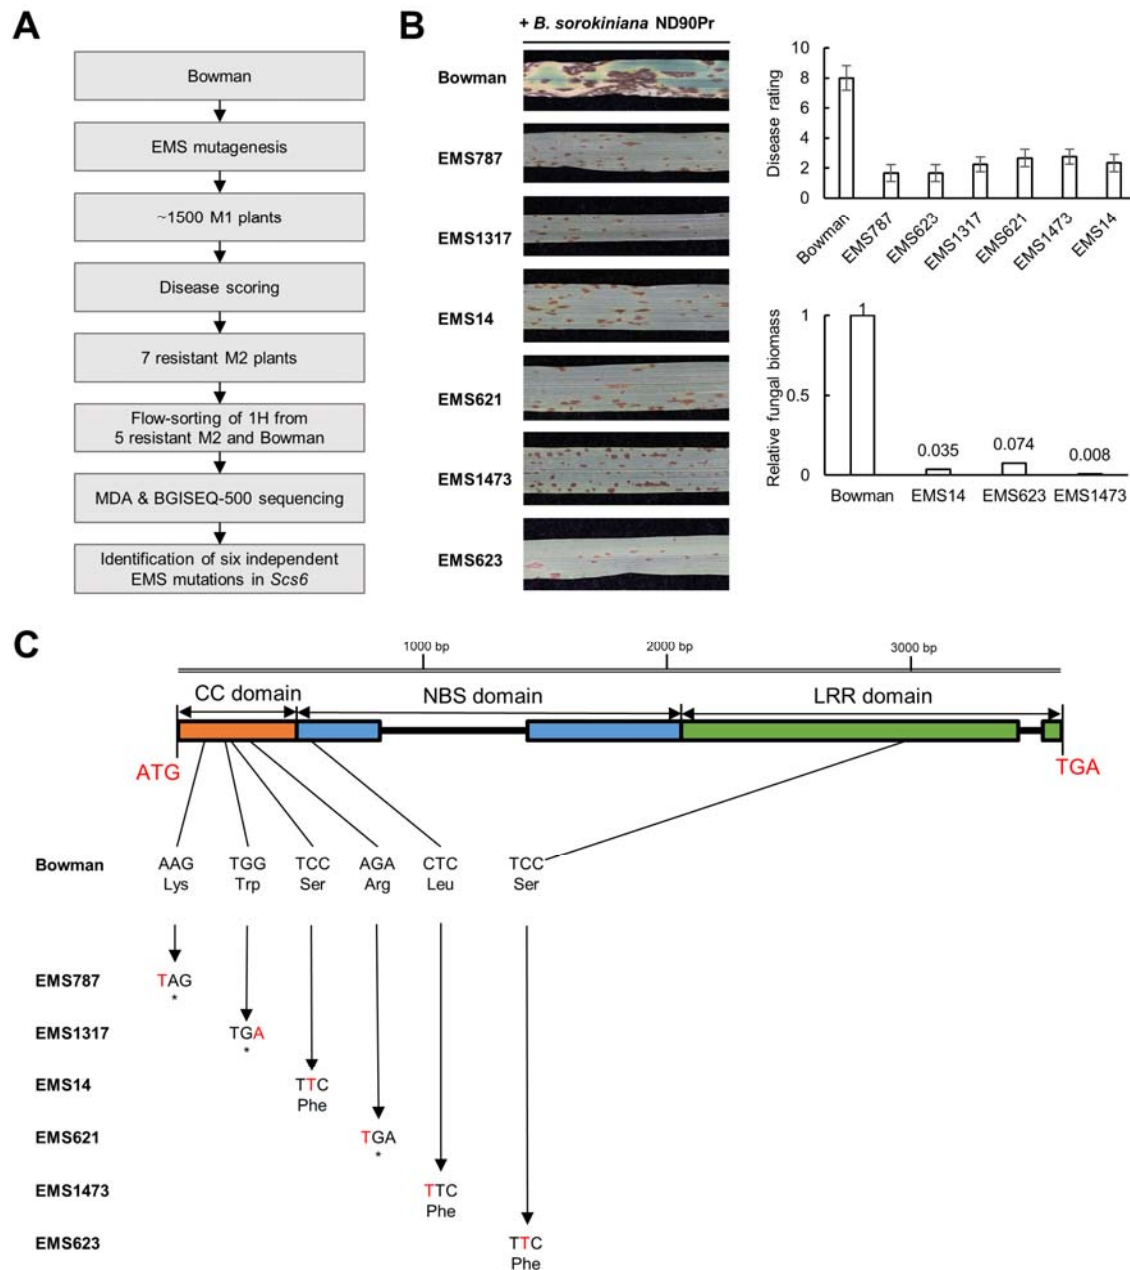 A
Bowman
EMS mutagenesis
~1500 M1 plants
Disease scoring
7 resistant M2 plants
Flow-sorting of 1H from
5 resistant M2 and Bowman
MDA & BGISEQ-500 sequencing
Identification of six independent
EMS mutations in Scs6
B
+ B. sorokiniana ND90Pr
Bowman
EMS787
EMS1317
EMS14
EMS621
EMS1473
EMS623
Disease rating
10
8
6
4
2
0
Bowman
EMS787
EMS623
EMS1317
EMS621
EMS1473
EMS14
Relative fungal biomass
1
0.5
0
1
0.035
0.074
0.008
Bowman EMS14 EMS623 EMS1473
C
1000 bp 2000 bp 3000 bp
CC domain NBS domain LRR domain
ATG TGA
Bowman AAG TGG TCC AGA CTC TCC
Lys Trp Ser Arg Leu Ser
EMS787 TAG
*
EMS1317 TGA
*
EMS14 TTC
Phe
EMS621 TGA
*
EMS1473 TTC
Phe
EMS623 TTC
Phe